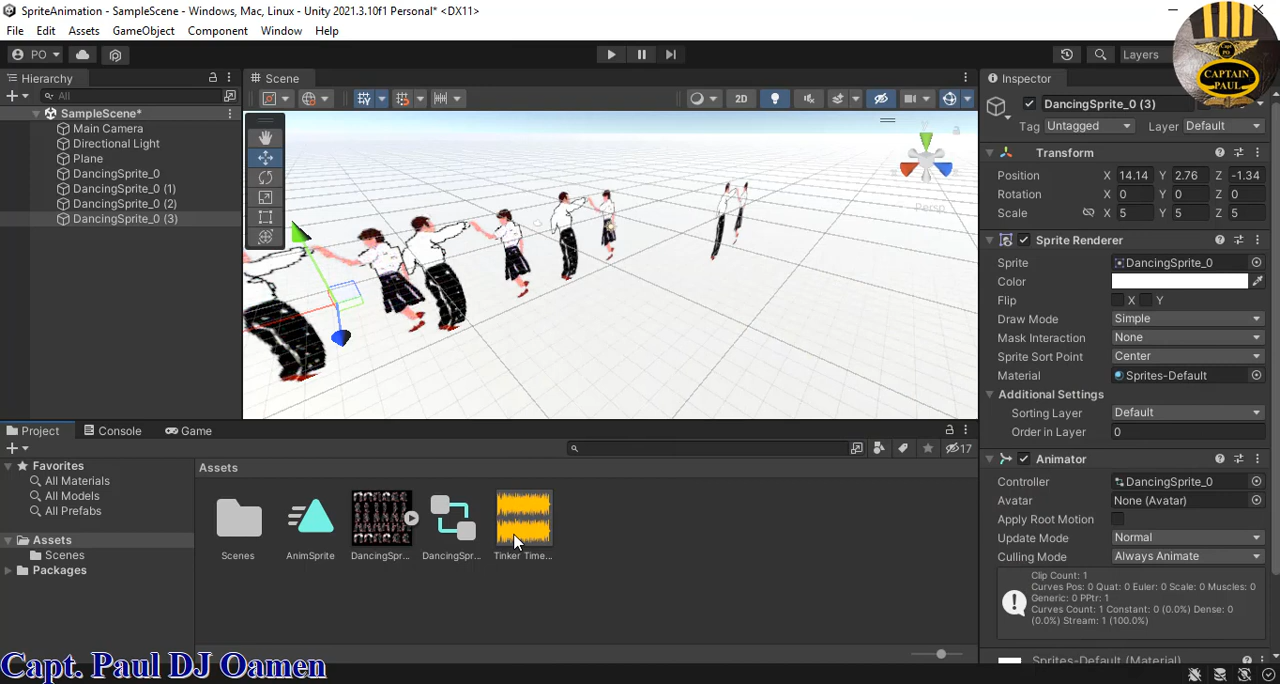 SpriteAnimation - SampleScene - Windows, Mac, Linux - Unity 2021.3.10f1 Personal* <DX11>
File Edit Assets GameObject Component Window Help
PO Layers
CAPTAIN PAUL
Hierarchy Scene Inspector
All 2D
SampleScene*
Main Camera
Directional Light
Plane
DancingSprite_0
DancingSprite_0 (1)
DancingSprite_0 (2)
DancingSprite_0 (3)
y
Persp
DancingSprite_0 (3)
Tag Untagged Layer Default
Transform
Position X 14.14 Y 2.76 Z -1.34
Rotation X 0 Y 0 Z 0
Scale X 5 Y 5 Z 5
Sprite Renderer
Sprite DancingSprite_0
Color
Flip X Y
Draw Mode Simple
Mask Interaction None
Sprite Sort Point Center
Material Sprites-Default
Additional Settings
Sorting Layer Default
Order in Layer 0
Animator
Controller DancingSprite_0
Avatar None (Avatar)
Apply Root Motion
Update Mode Normal
Culling Mode Always Animate
Clip Count: 1
Curves Pos: 0 Quat: 0 Euler: 0 Scale: 0 Muscles: 0
Generic: 0 PPtr: 1
Curves Count: 1 Constant: 0 (0.0%) Dense: 0
(0.0%) Stream: 1 (100.0%)
Sprites-Default (Material)
Project Console Game
17
Favorites
All Materials
All Models
All Prefabs
Assets
Scenes
Packages
Assets
Scenes AnimSprite DancingSpr... DancingSpr... Tinker Time...
Capt. Paul DJ Oamen